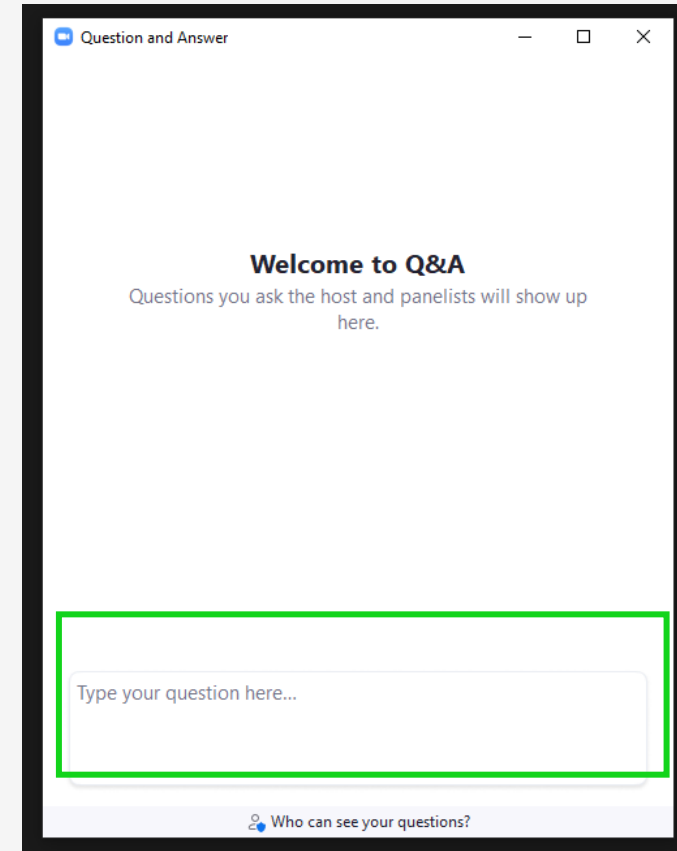 Question and Answer
Welcome to Q&A
Questions you ask the host and panelists will show up
here.
Type your question here...
Who can see your questions?